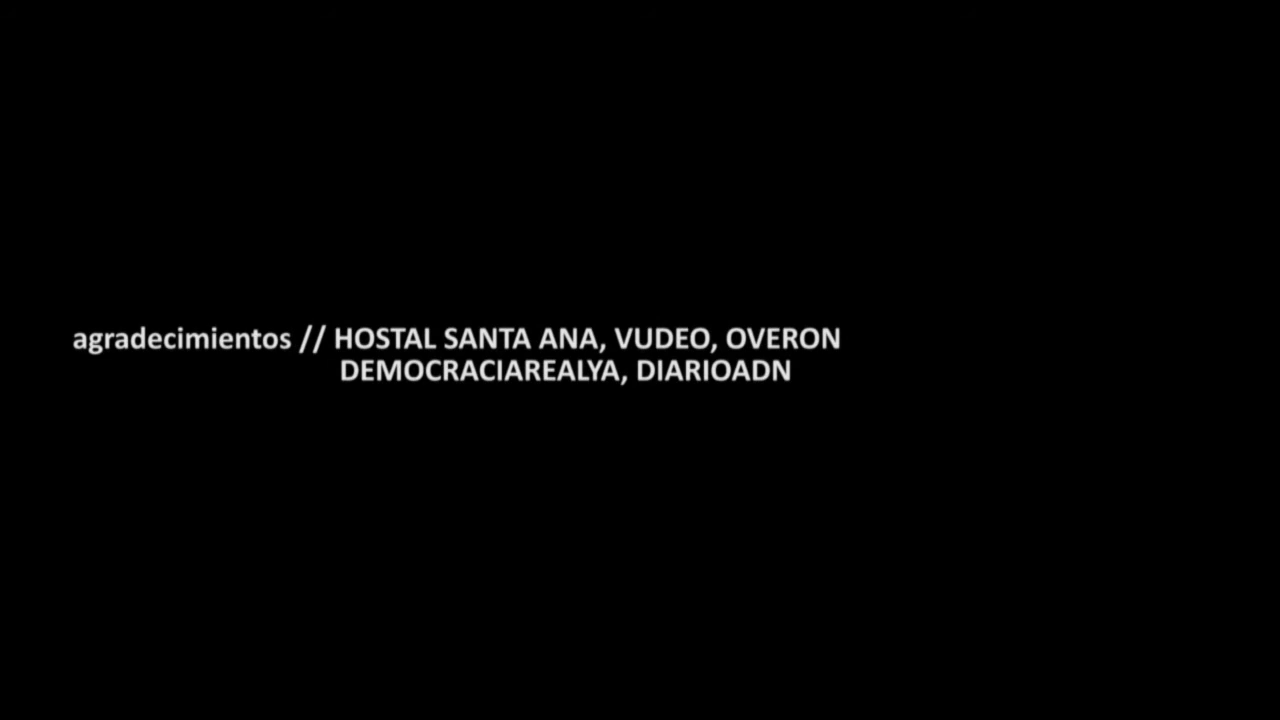 agradecimientos // HOSTAL SANTA ANA, VUDEO, OVERON
DEMOCRACIAREALYA, DIARIOADN